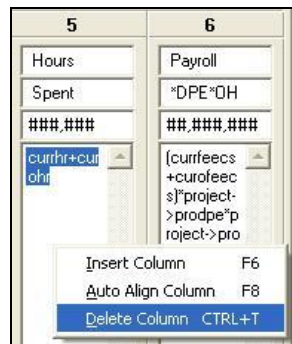 5 6
Hours Payroll
Spent *DPE*OH
###,### ##,###,###
currhr+cur
ohr
(currfeecs
+curofeec
s)*project-
>prodpe*p
roject->pro
Insert Column F6
Auto Align Column F8
Delete Column CTRL+T